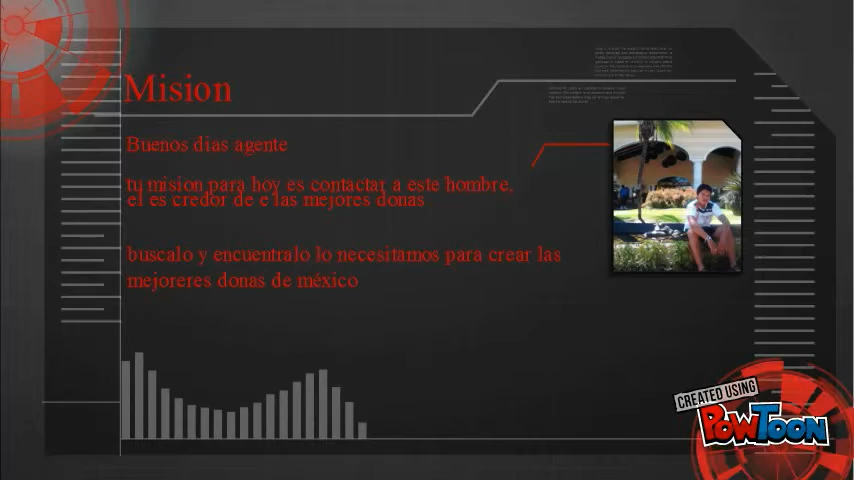 Mision
Buenos dias agente
tu mision para hoy es contactar a este hombre.
el es credor de e las mejores donas
buscalo y encuentralo lo necesitamos para crear las
mejoreres donas de méxico
CREATED USING
POWTOON